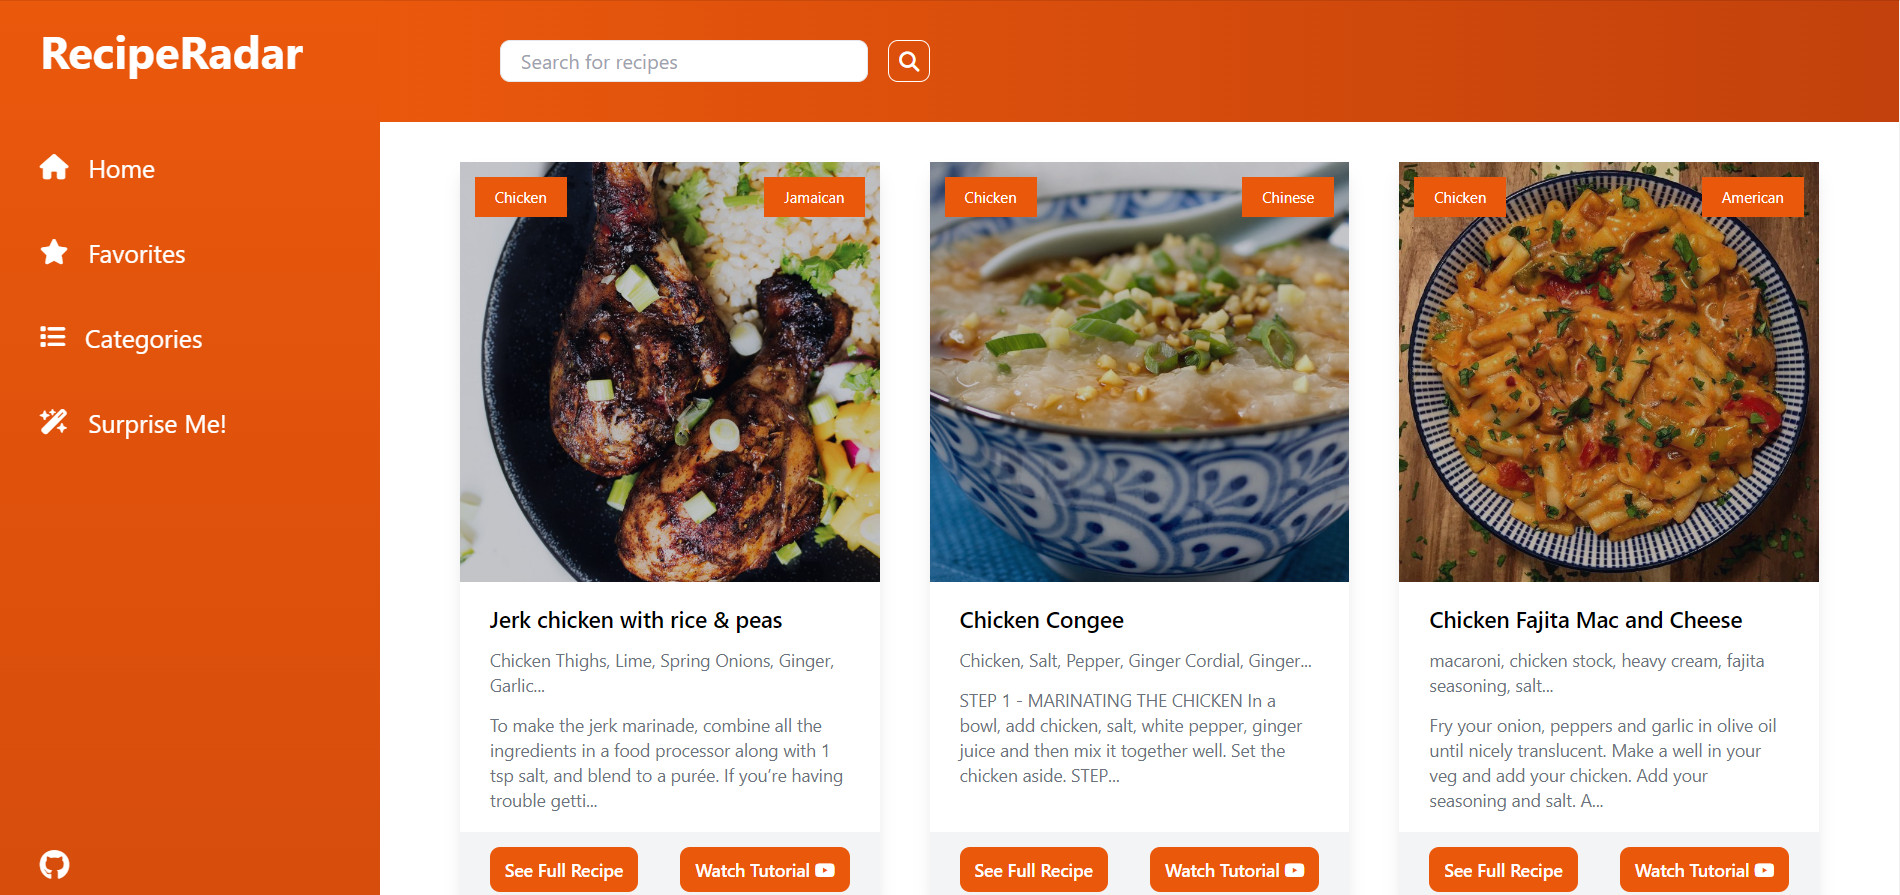 RecipeRadar
Search for recipes
Home
Favorites
Categories
Surprise Me!
Chicken
Jamaican
Jerk chicken with rice & peas
Chicken Thighs, Lime, Spring Onions, Ginger,
Garlic...
To make the jerk marinade, combine all the
ingredients in a food processor along with 1
tsp salt, and blend to a purée. If you’re having
trouble getti...
See Full Recipe
Watch Tutorial
Chicken
Chinese
Chicken Congee
Chicken, Salt, Pepper, Ginger Cordial, Ginger...
STEP 1 - MARINATING THE CHICKEN In a
bowl, add chicken, salt, white pepper, ginger
juice and then mix it together well. Set the
chicken aside. STEP...
See Full Recipe
Watch Tutorial
Chicken
American
Chicken Fajita Mac and Cheese
macaroni, chicken stock, heavy cream, fajita
seasoning, salt...
Fry your onion, peppers and garlic in olive oil
until nicely translucent. Make a well in your
veg and add your chicken. Add your
seasoning and salt. A...
See Full Recipe
Watch Tutorial